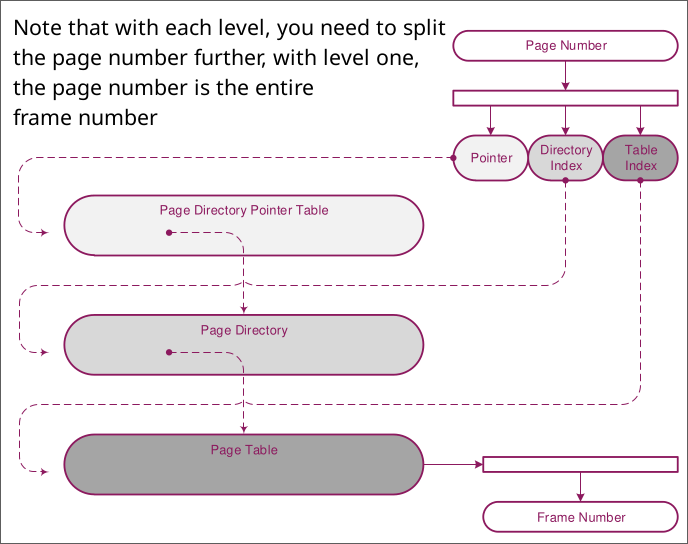 Note that with each level, you need to split
the page number further, with level one,
the page number is the entire
frame number
Page Number
Pointer
Directory
Index
Table
Index
Page Directory Pointer Table
Page Directory
Page Table
Frame Number